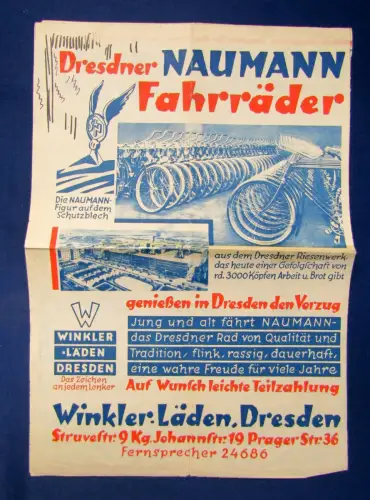 Dresdner NAUMANN
Fahrräder
Die NAUMANN-
Figur auf dem
Schutzblech
aus dem Dresdner Riesenwerk
das heute einer Gefolgschaft von
rd. 3000 Köpfen Arbeit u. Brot gibt
genießen in Dresden den Vorzug
W
WINKLER
-LÄDEN
DRESDEN
Das Zeichen
an jedem Lenker
Jung und alt fährt NAUMANN-
das Dresdner Rad von Qualität und
Tradition, flink, rassig, dauerhaft,
eine wahre Freude für viele Jahre
Auf Wunsch leichte Teilzahlung
Winkler-Läden, Dresden
Struvestr. 9 Kg. Johannstr. 19 Prager Str. 36
Fernsprecher 24686